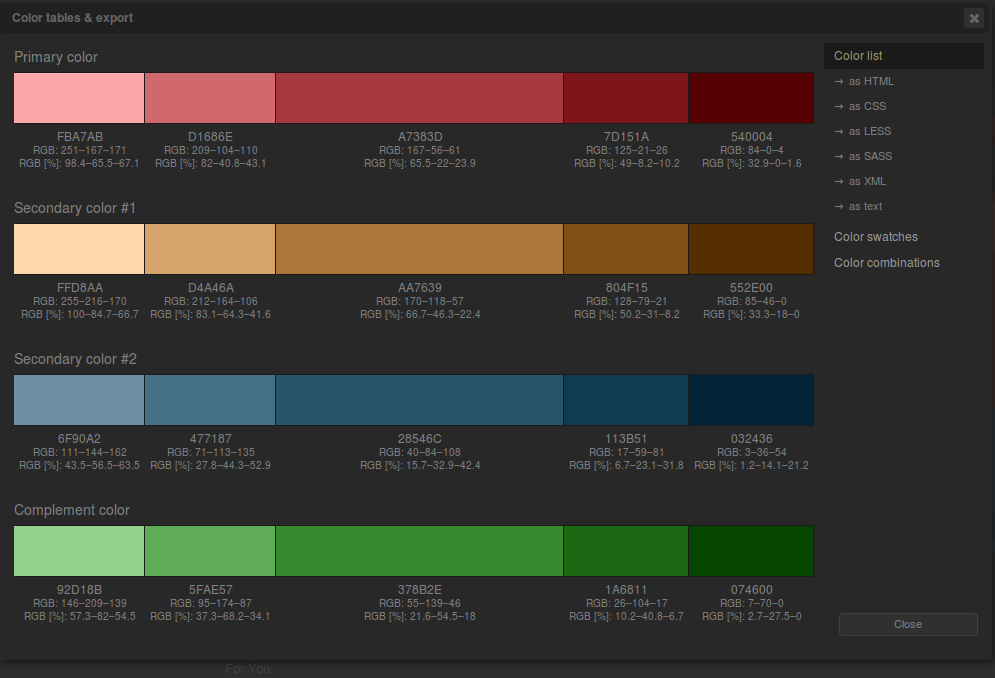 Color tables & export
Primary color
FBA7AB D1686E A7383D 7D151A 540004
RGB: 251–167–171 RGB: 209–104–110 RGB: 167–56–61 RGB: 125–21–26 RGB: 84–0–4
RGB [%]: 98.4–65.5–67.1 RGB [%]: 82–40.8–43.1 RGB [%]: 65.5–22–23.9 RGB [%]: 49–8.2–10.2 RGB [%]: 32.9–0–1.6
Secondary color #1
FFD8AA D4A46A AA7639 804F15 552E00
RGB: 255–216–170 RGB: 212–164–106 RGB: 170–118–57 RGB: 128–79–21 RGB: 85–46–0
RGB [%]: 100–84.7–66.7 RGB [%]: 83.1–64.3–41.6 RGB [%]: 66.7–46.3–22.4 RGB [%]: 50.2–31–8.2 RGB [%]: 33.3–18–0
Secondary color #2
6F90A2 477187 28546C 113B51 032436
RGB: 111–144–162 RGB: 71–113–135 RGB: 40–84–108 RGB: 17–59–81 RGB: 3–36–54
RGB [%]: 43.5–56.5–63.5 RGB [%]: 27.8–44.3–52.9 RGB [%]: 15.7–32.9–42.4 RGB [%]: 6.7–23.1–31.8 RGB [%]: 1.2–14.1–21.2
Complement color
92D18B 5FAE57 378B2E 1A6811 074600
RGB: 146–209–139 RGB: 95–174–87 RGB: 55–139–46 RGB: 26–104–17 RGB: 7–70–0
RGB [%]: 57.3–82–54.5 RGB [%]: 37.3–68.2–34.1 RGB [%]: 21.6–54.5–18 RGB [%]: 10.2–40.8–6.7 RGB [%]: 2.7–27.5–0
Color list
→ as HTML
→ as CSS
→ as LESS
→ as SASS
→ as XML
→ as text
Color swatches
Color combinations
Close
For You